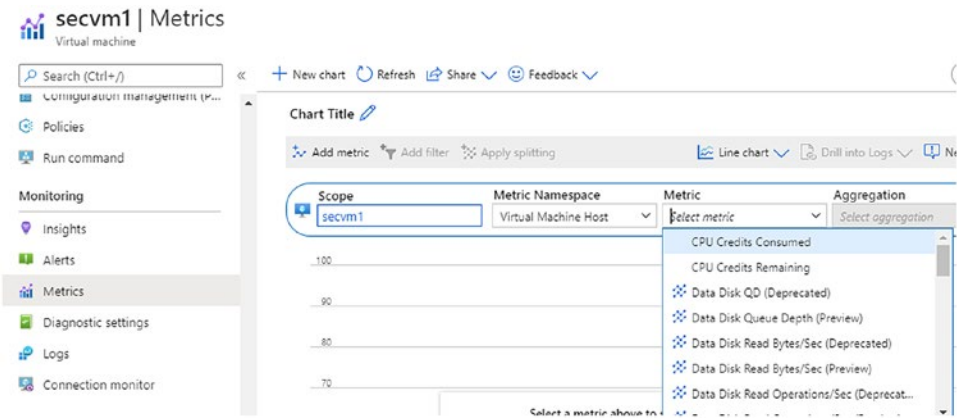 secvm1 | Metrics
Virtual machine
Search (Ctrl+/)
«
New chart Refresh Share Feedback
Configuration management (P...
Policies
Run command
Monitoring
Insights
Alerts
Metrics
Diagnostic settings
Logs
Connection monitor
Chart Title
Add metric Add filter Apply splitting Line chart Drill into Logs
Scope Metric Namespace Metric Aggregation
secvm1 Virtual Machine Host Select metric Select aggregation
CPU Credits Consumed
CPU Credits Remaining
Data Disk QD (Deprecated)
Data Disk Queue Depth (Preview)
Data Disk Read Bytes/Sec (Deprecated)
Data Disk Read Bytes/Sec (Preview)
Data Disk Read Operations/Sec (Deprecat...
100
90
80
70
Select a metric above to